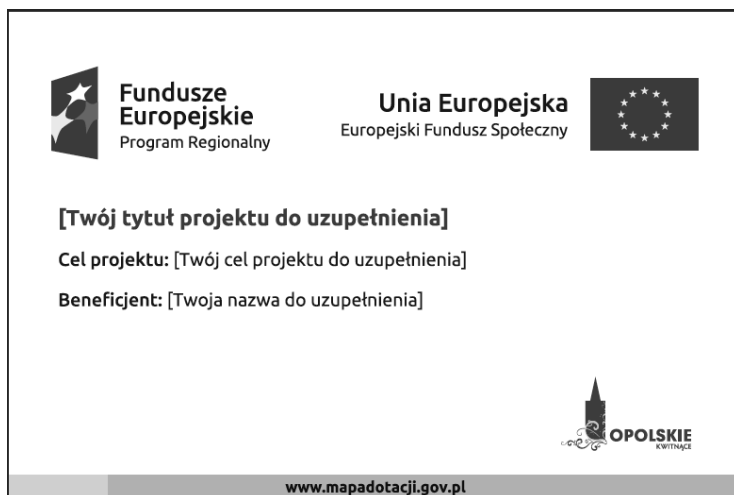 Fundusze
Europejskie
Program Regionalny
Unia Europejska
Europejski Fundusz Społeczny
[Twój tytuł projektu do uzupełnienia]
Cel projektu: [Twój cel projektu do uzupełnienia]
Beneficjent: [Twoja nazwa do uzupełnienia]
OPOLSKIE
KWITNĄCE
www.mapadotacji.gov.pl